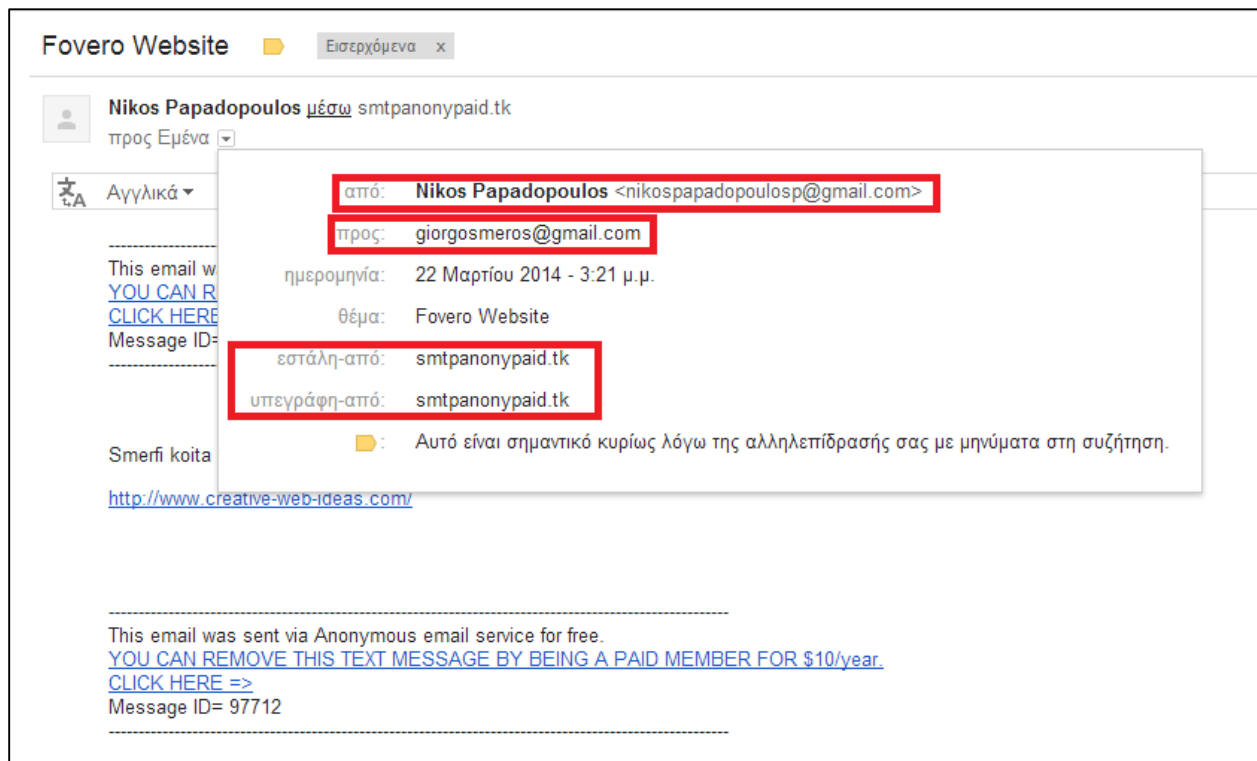 Fovero Website Εισερχόμενα x
Nikos Papadopoulos μέσω smtpanonypaid.tk
προς Εμένα
Αγγλικά
από: Nikos Papadopoulos <nikospapadopoulosp@gmail.com>
προς: giorgosmeros@gmail.com
ημερομηνία: 22 Μαρτίου 2014 - 3:21 μ.μ.
θέμα: Fovero Website
εστάλη-από: smtpanonypaid.tk
υπεγράφη-από: smtpanonypaid.tk
: Αυτό είναι σημαντικό κυρίως λόγω της αλληλεπίδρασής σας με μηνύματα στη συζήτηση.
--------------------
This email w
YOU CAN R
CLICK HERE
Message ID=
--------------------
Smerfi koita
http://www.creative-web-ideas.com/
--------------------------------------------------------------------------------------------------------
This email was sent via Anonymous email service for free.
YOU CAN REMOVE THIS TEXT MESSAGE BY BEING A PAID MEMBER FOR $10/year.
CLICK HERE =>
Message ID= 97712
--------------------------------------------------------------------------------------------------------